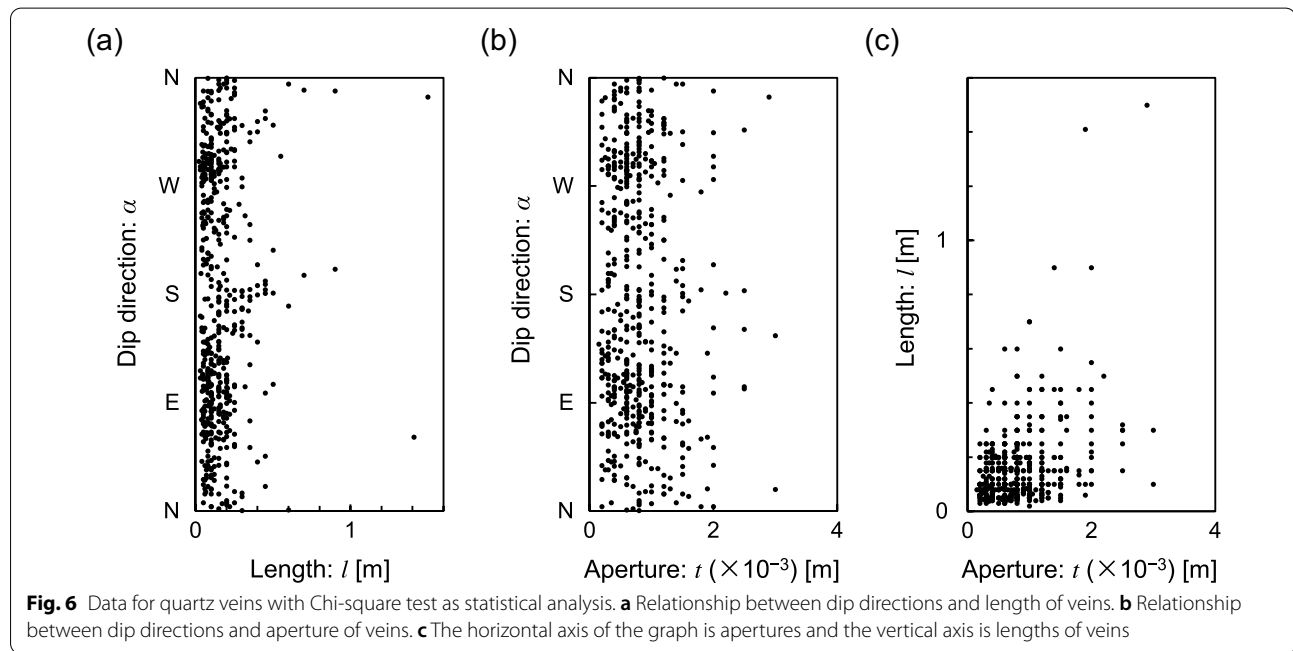 (a)
N
W
S
E
N
Dip direction: α
0
1
Length: l [m]
(b)
N
W
S
E
N
Dip direction: α
0
2
4
Aperture: t (×10⁻³) [m]
(c)
1
0
Length: l [m]
0
2
4
Aperture: t (×10⁻³) [m]
Fig. 6 Data for quartz veins with Chi-square test as statistical analysis. a Relationship between dip directions and length of veins. b Relationship
between dip directions and aperture of veins. c The horizontal axis of the graph is apertures and the vertical axis is lengths of veins